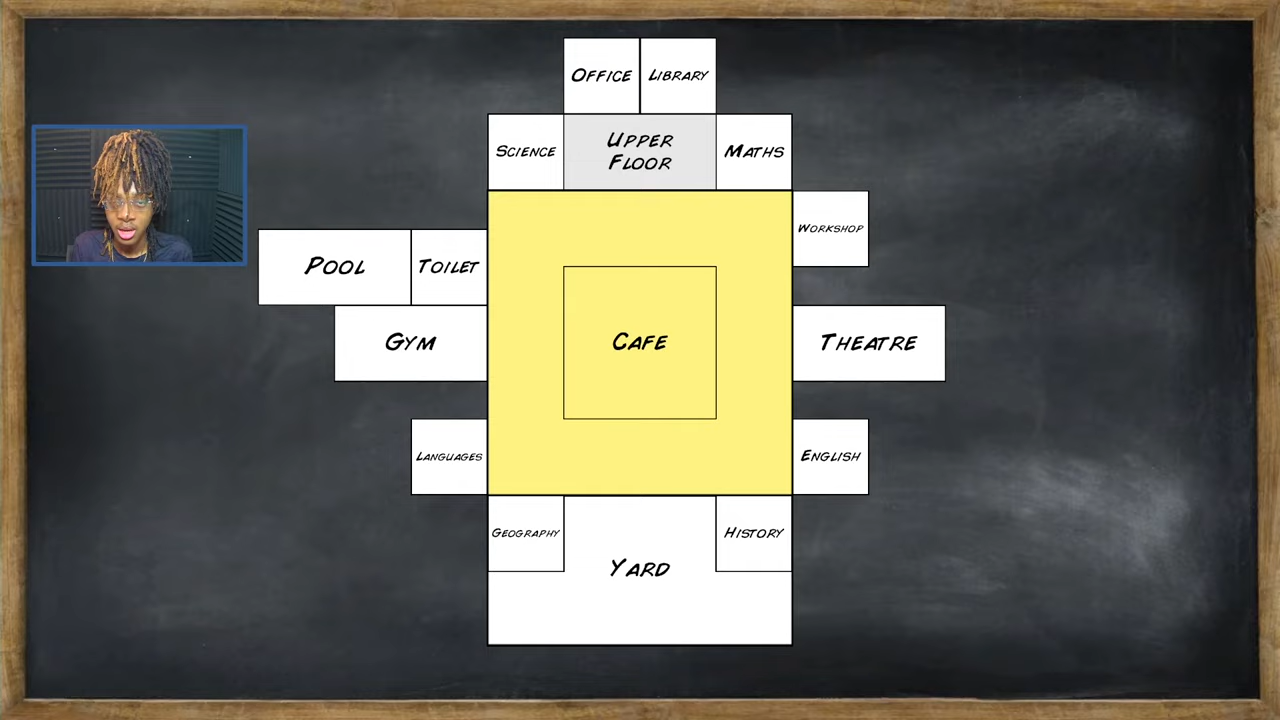 OFFICE
LIBRARY
SCIENCE
UPPER
FLOOR
MATHS
WORKSHOP
POOL
TOILET
GYM
CAFE
THEATRE
LANGUAGES
ENGLISH
GEOGRAPHY
HISTORY
YARD